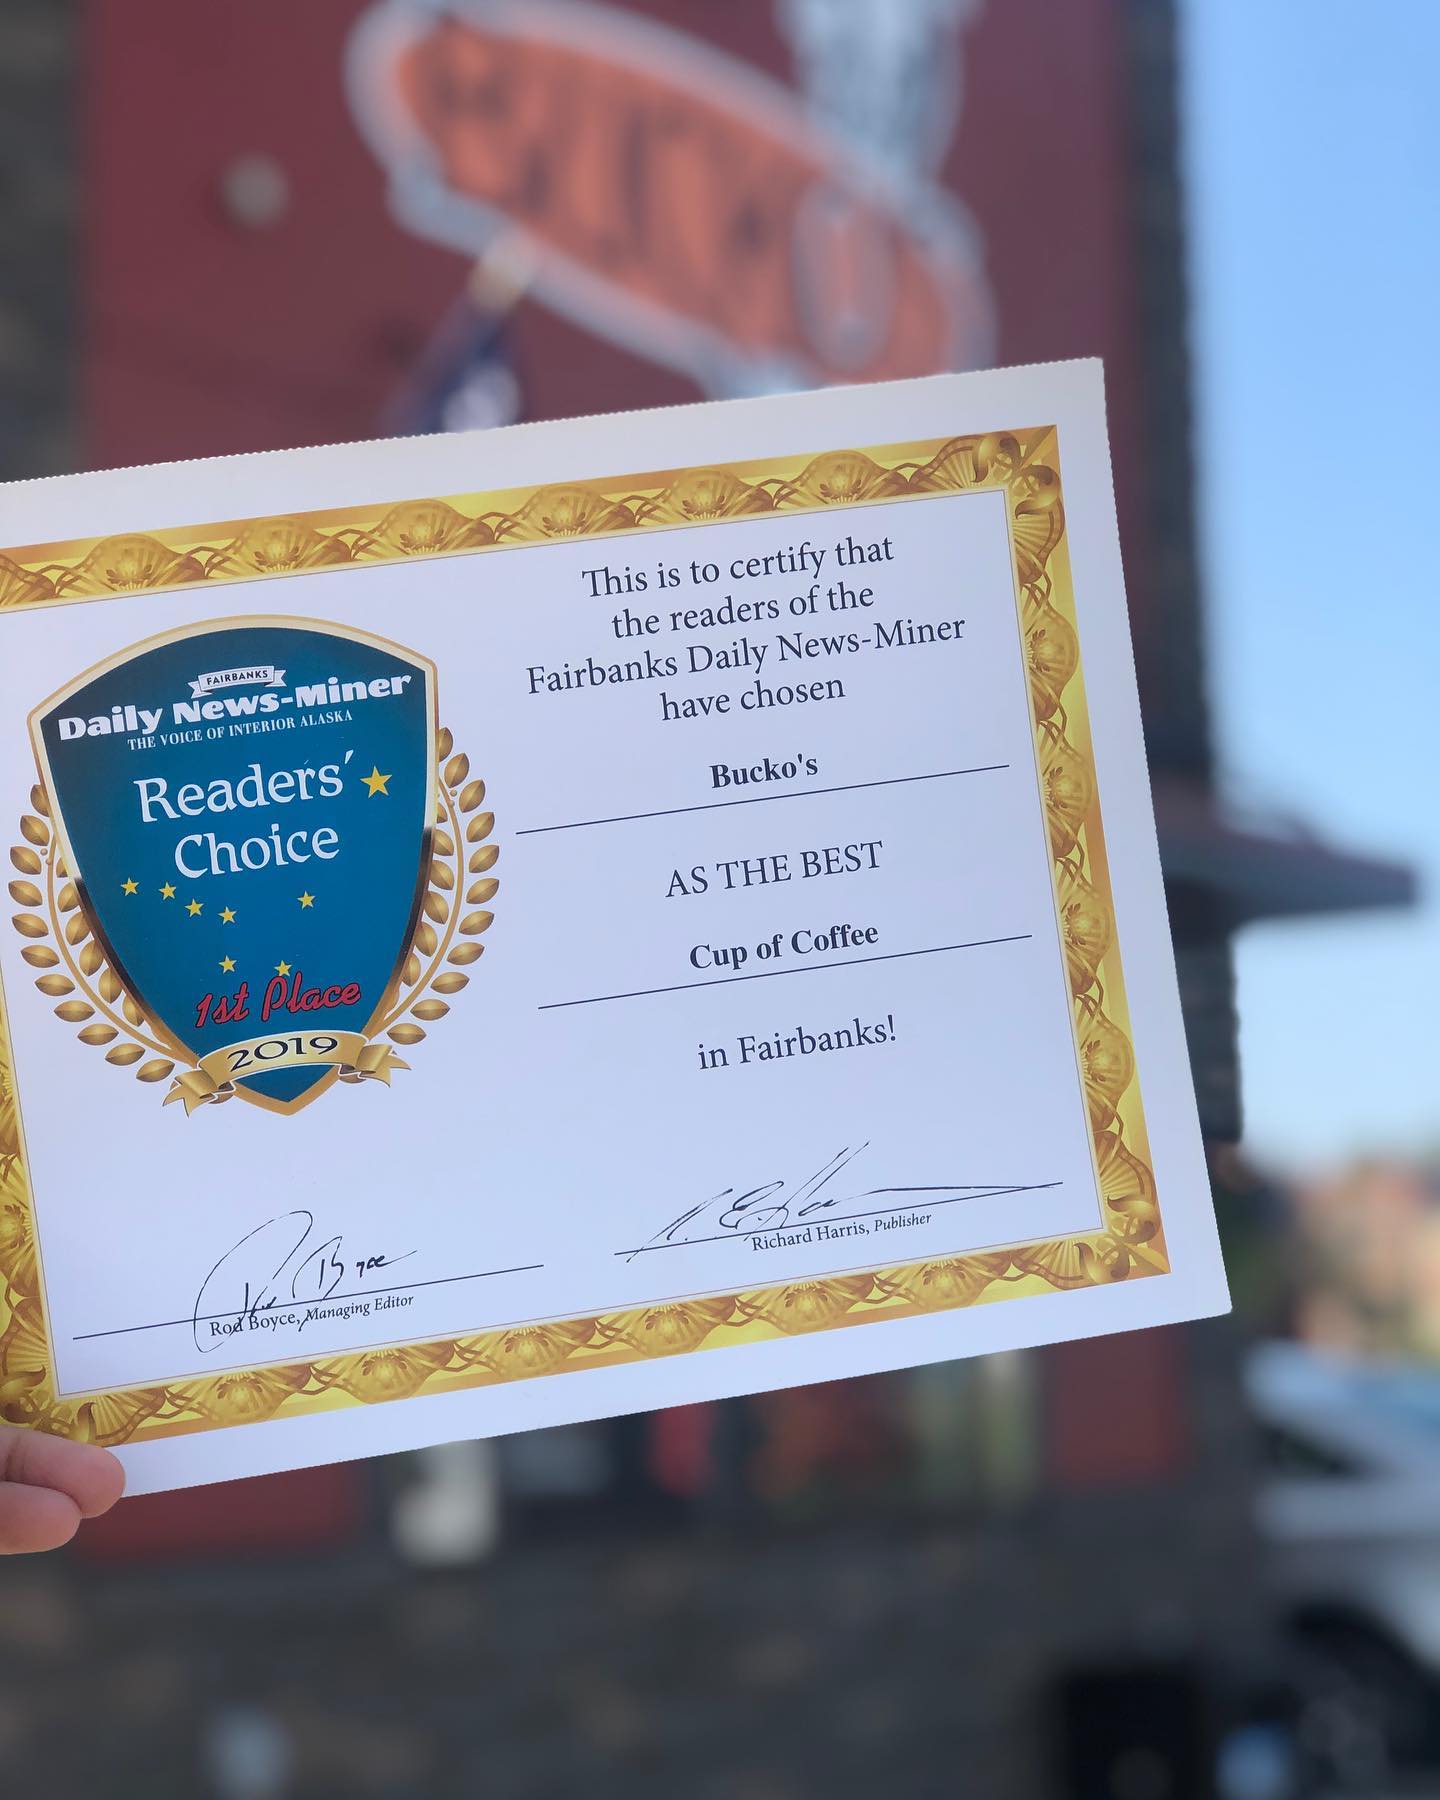 FAIRBANKS
Daily News-Miner
THE VOICE OF INTERIOR ALASKA
Readers'
Choice
1st Place
2019
This is to certify that
the readers of the
Fairbanks Daily News-Miner
have chosen
Bucko's
AS THE BEST
Cup of Coffee
in Fairbanks!
Rod Boyce, Managing Editor
Richard Harris, Publisher